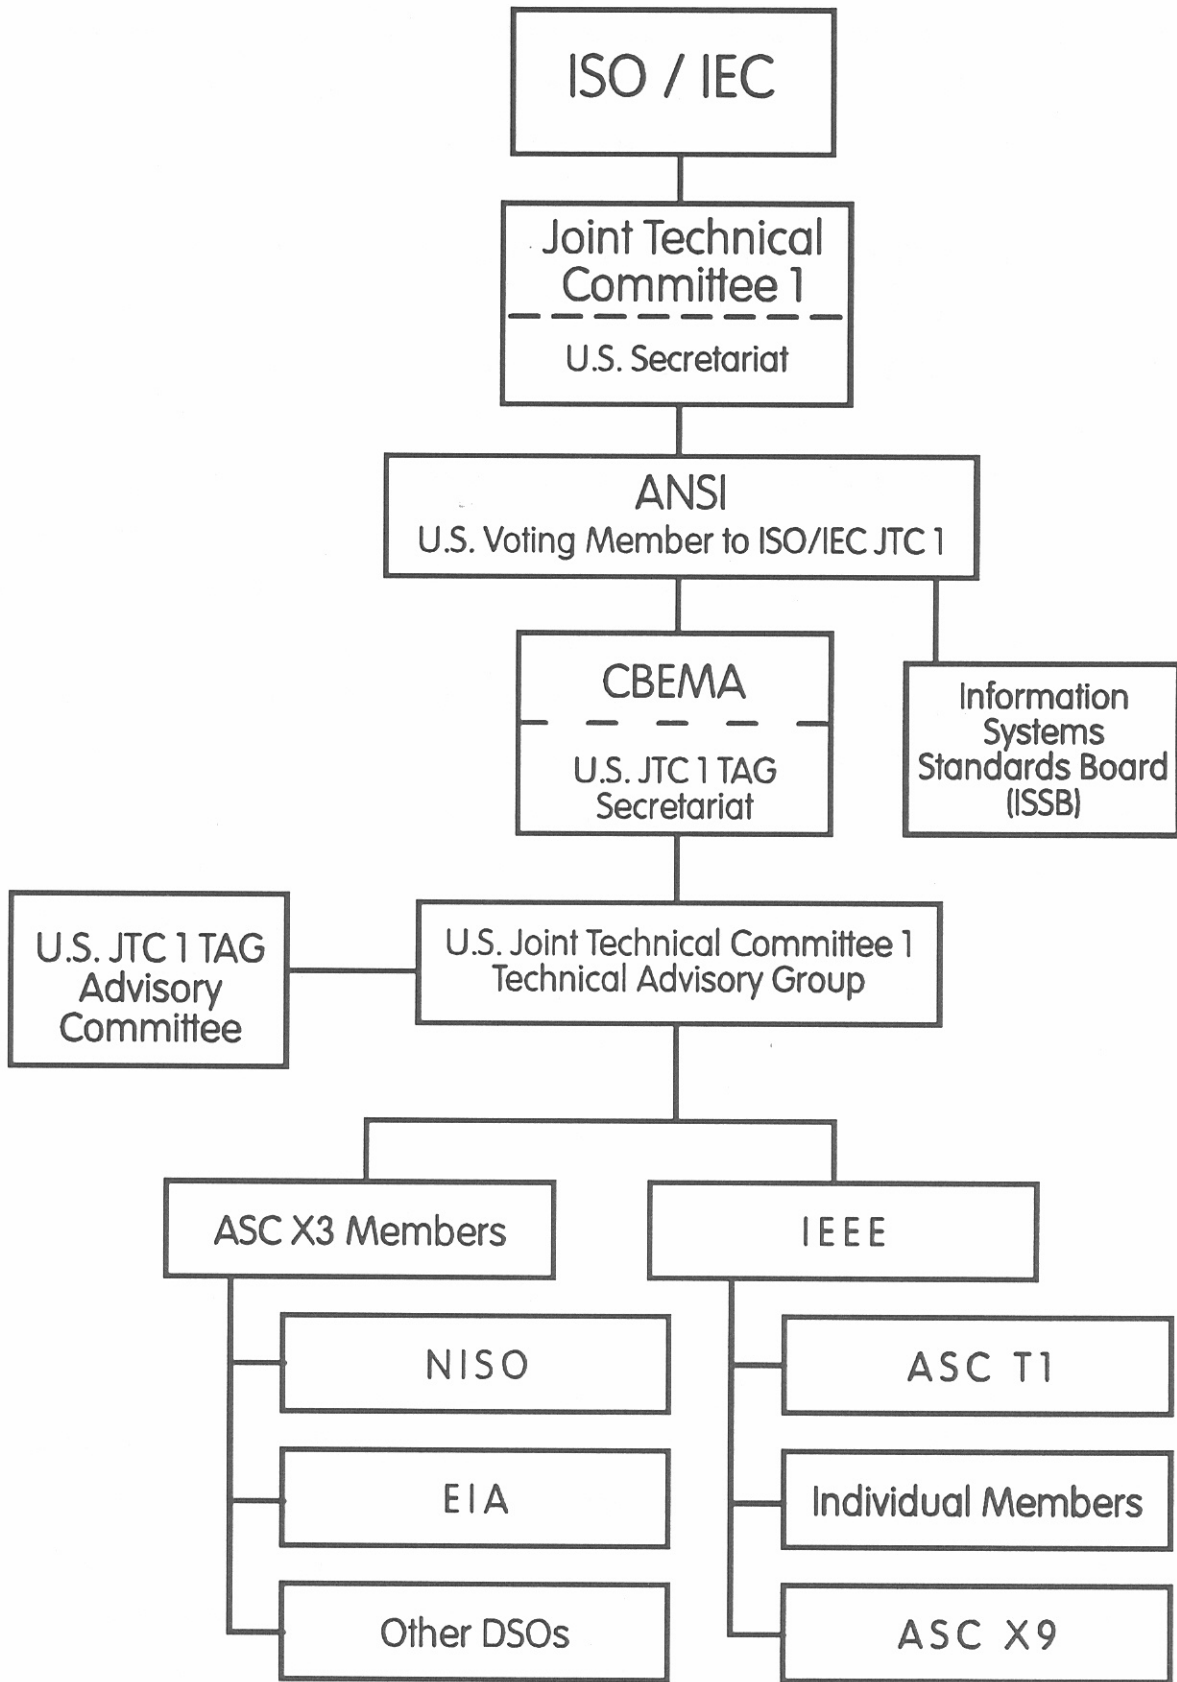 ISO / IEC
Joint Technical
Committee 1
U.S. Secretariat
ANSI
U.S. Voting Member to ISO/IEC JTC 1
CBEMA
U.S. JTC 1 TAG
Secretariat
Information
Systems
Standards Board
(ISSB)
U.S. JTC 1 TAG
Advisory
Committee
U.S. Joint Technical Committee 1
Technical Advisory Group
ASC X3 Members
IEEE
NISO
ASC T1
EIA
Individual Members
Other DSOs
ASC X9